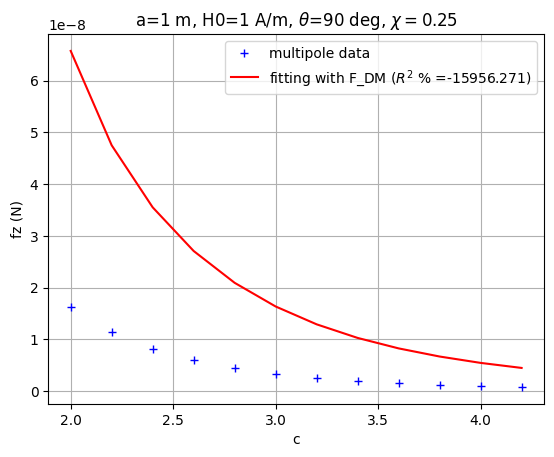 a=1 m, H0=1 A/m, θ=90 deg, χ = 0.25
1e−8
multipole data
fitting with F_DM (R² % =-15956.271)
6
5
4
3
2
1
0
fz (N)
2.0 2.5 3.0 3.5 4.0
c